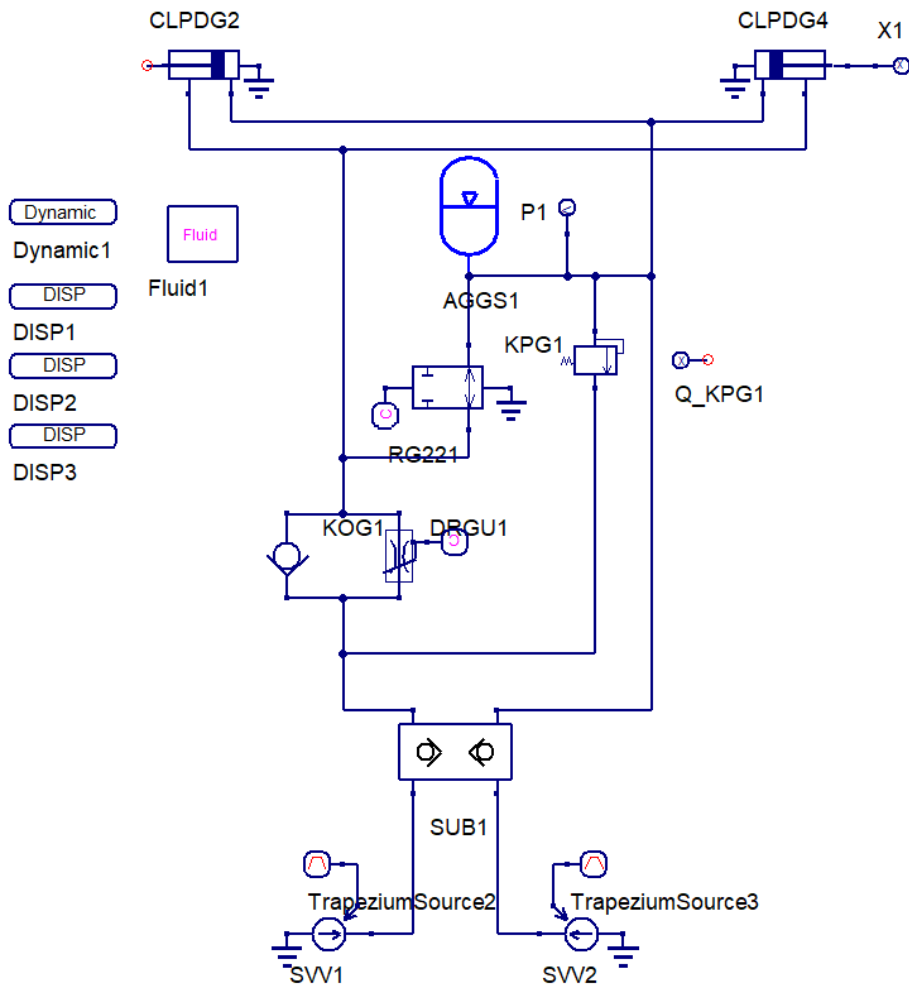 CLPDG2
CLPDG4
X1
X
P1
Dynamic
Fluid
Dynamic1
Fluid1
DISP
AGGS1
DISP1
KPG1
DISP
X
DISP2
Q_KPG1
C
DISP
RG221
DISP3
KOG1
DRGU1
C
SUB1
TrapeziumSource2
TrapeziumSource3
SVV1
SVV2